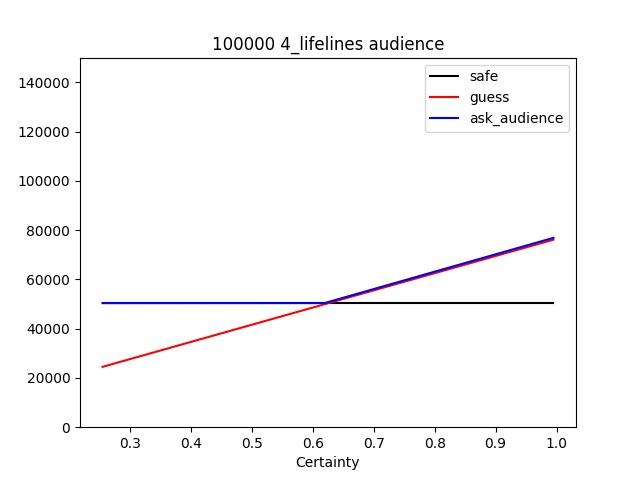 100000 4_lifelines audience
safe
guess
ask_audience
140000
120000
100000
80000
60000
40000
20000
0
0.3 0.4 0.5 0.6 0.7 0.8 0.9 1.0
Certainty